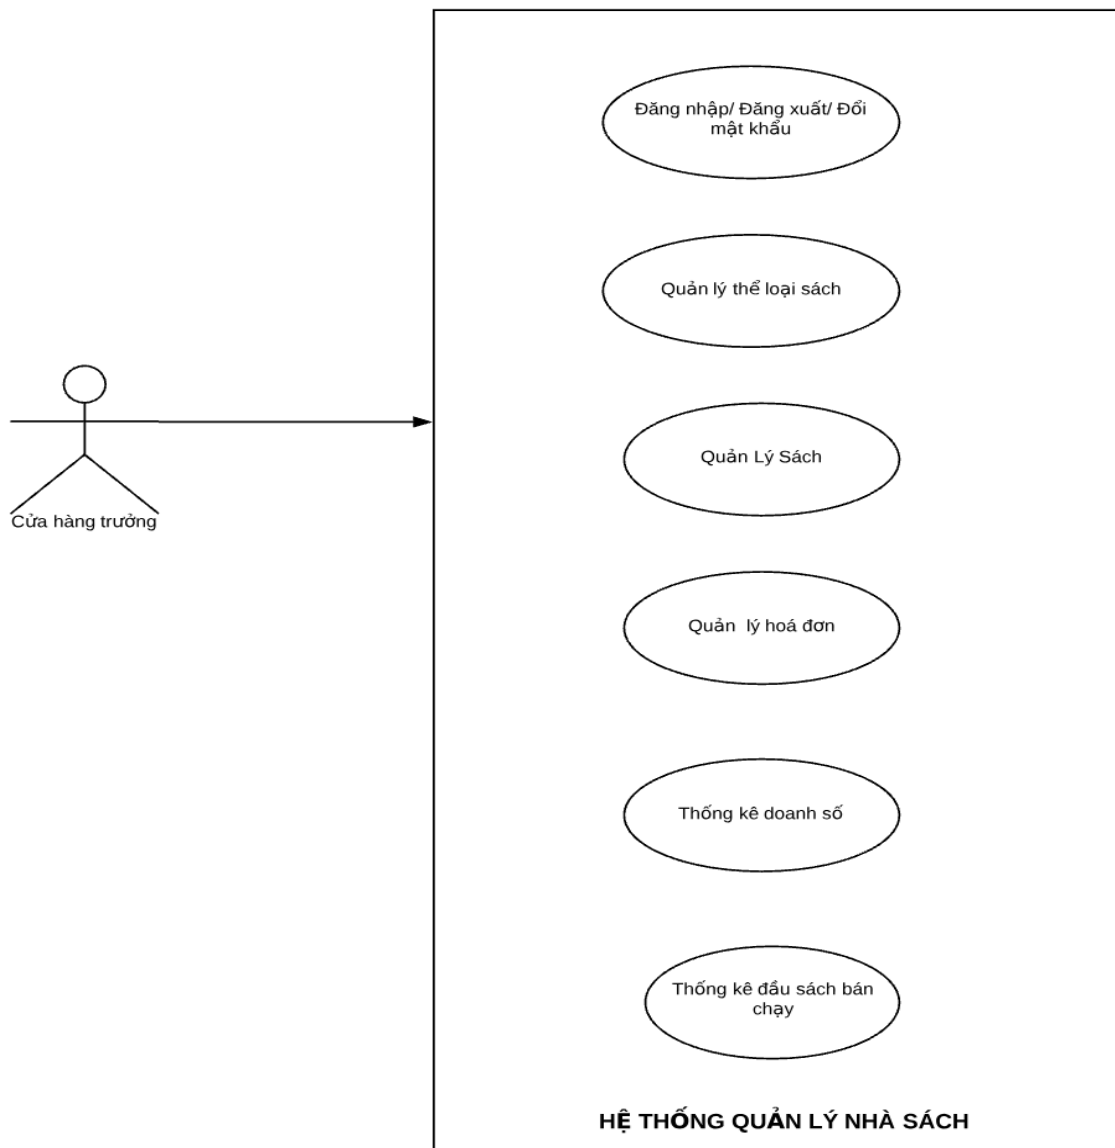 Đăng nhập/ Đăng xuất/ Đổi
mật khẩu
Quản lý thể loại sách
Quản Lý Sách
Cửa hàng trưởng
Quản  lý hoá đơn
Thống kê doanh số
Thống kê đầu sách bán
chạy
HỆ THỐNG QUẢN LÝ NHÀ SÁCH